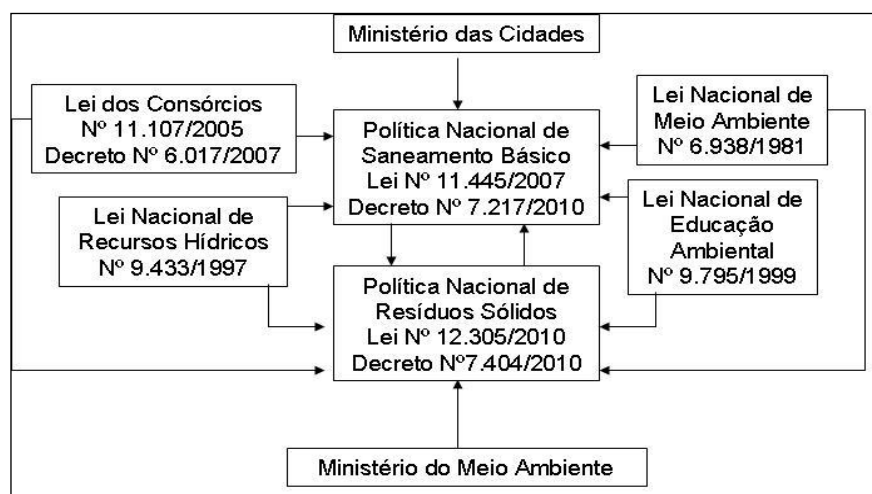 Ministério das Cidades
Lei dos Consórcios
Nº 11.107/2005
Decreto Nº 6.017/2007
Política Nacional de
Saneamento Básico
Lei Nº 11.445/2007
Decreto Nº 7.217/2010
Lei Nacional de
Meio Ambiente
Nº 6.938/1981
Lei Nacional de
Recursos Hídricos
Nº 9.433/1997
Lei Nacional de
Educação
Ambiental
Nº 9.795/1999
Política Nacional de
Resíduos Sólidos
Lei Nº 12.305/2010
Decreto Nº7.404/2010
Ministério do Meio Ambiente